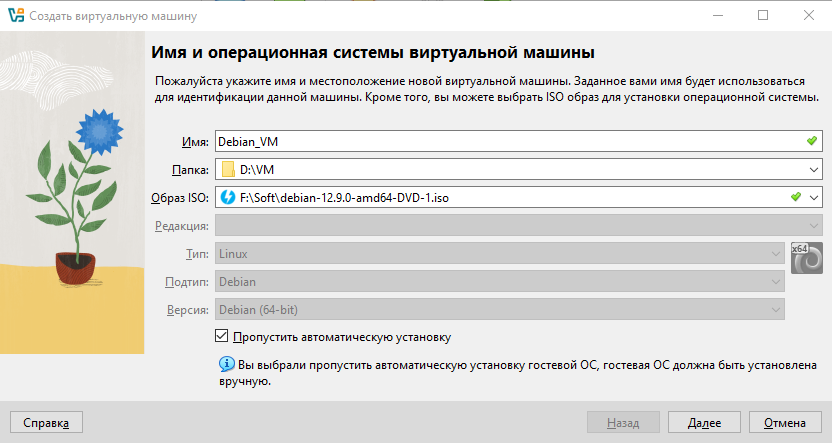 Создать виртуальную машину
Имя и операционная системы виртуальной машины
Пожалуйста укажите имя и местоположение новой виртуальной машины. Заданное вами имя будет использоваться
для идентификации данной машины. Кроме того, вы можете выбрать ISO образ для установки операционной системы.
Имя: Debian_VM
Папка: D:\VM
Образ ISO: F:\Soft\debian-12.9.0-amd64-DVD-1.iso
Редакция:
Тип: Linux
x64
Подтип: Debian
Версия: Debian (64-bit)
Пропустить автоматическую установку
Вы выбрали пропустить автоматическую установку гостевой ОС, гостевая ОС должна быть установлена
вручную.
Справка Назад Далее Отмена